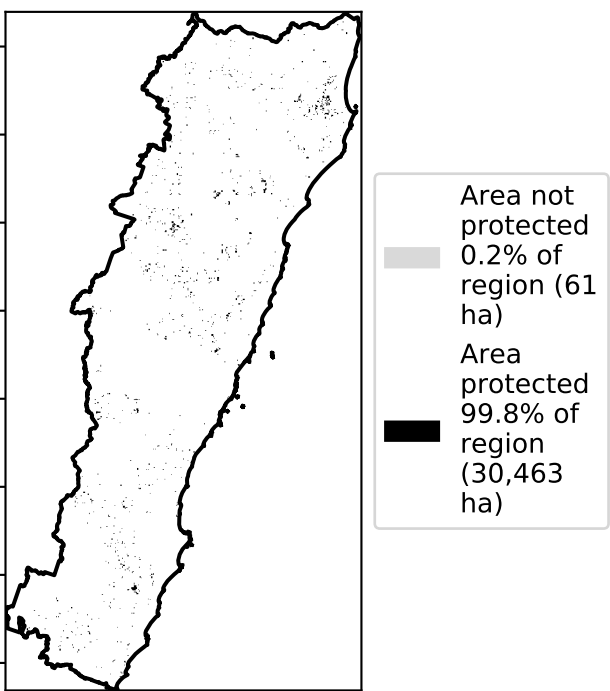 Area not
protected
0.2% of
region (61
ha)
Area
protected
99.8% of
region
(30,463
ha)